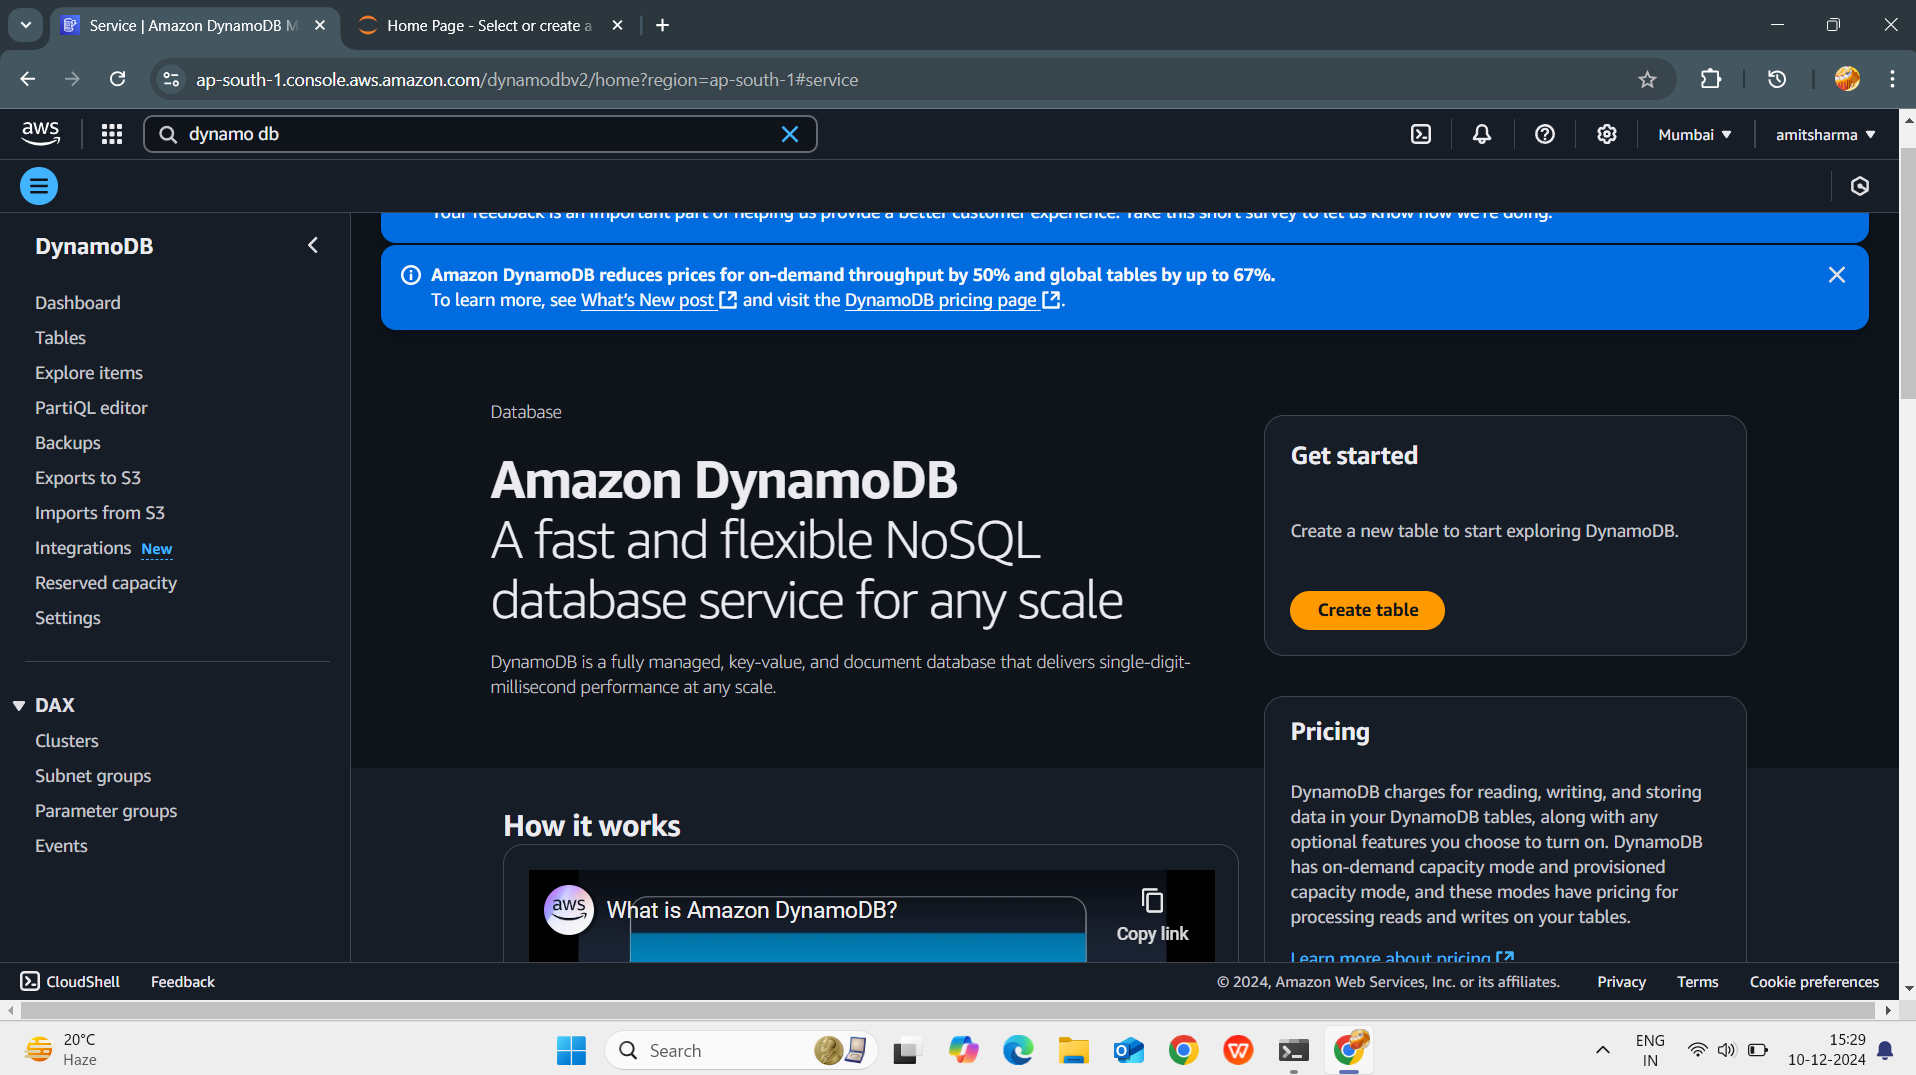 Service | Amazon DynamoDB M
Home Page - Select or create a
ap-south-1.console.aws.amazon.com/dynamodbv2/home?region=ap-south-1#service
aws
dynamo db
Mumbai
amitsharma
Your feedback is an important part of helping us provide a better customer experience. Take this short survey to let us know how we're doing.
DynamoDB
Dashboard
Tables
Explore items
PartiQL editor
Backups
Exports to S3
Imports from S3
Integrations New
Reserved capacity
Settings
DAX
Clusters
Subnet groups
Parameter groups
Events
Amazon DynamoDB reduces prices for on-demand throughput by 50% and global tables by up to 67%.
To learn more, see What's New post and visit the DynamoDB pricing page.
Database
Amazon DynamoDB
A fast and flexible NoSQL
database service for any scale
DynamoDB is a fully managed, key-value, and document database that delivers single-digit-
millisecond performance at any scale.
Get started
Create a new table to start exploring DynamoDB.
Create table
Pricing
DynamoDB charges for reading, writing, and storing
data in your DynamoDB tables, along with any
optional features you choose to turn on. DynamoDB
has on-demand capacity mode and provisioned
capacity mode, and these modes have pricing for
processing reads and writes on your tables.
Learn more about pricing
How it works
aws
What is Amazon DynamoDB?
Copy link
CloudShell
Feedback
© 2024, Amazon Web Services, Inc. or its affiliates.
Privacy
Terms
Cookie preferences
20°C
Haze
Search
ENG
IN
15:29
10-12-2024